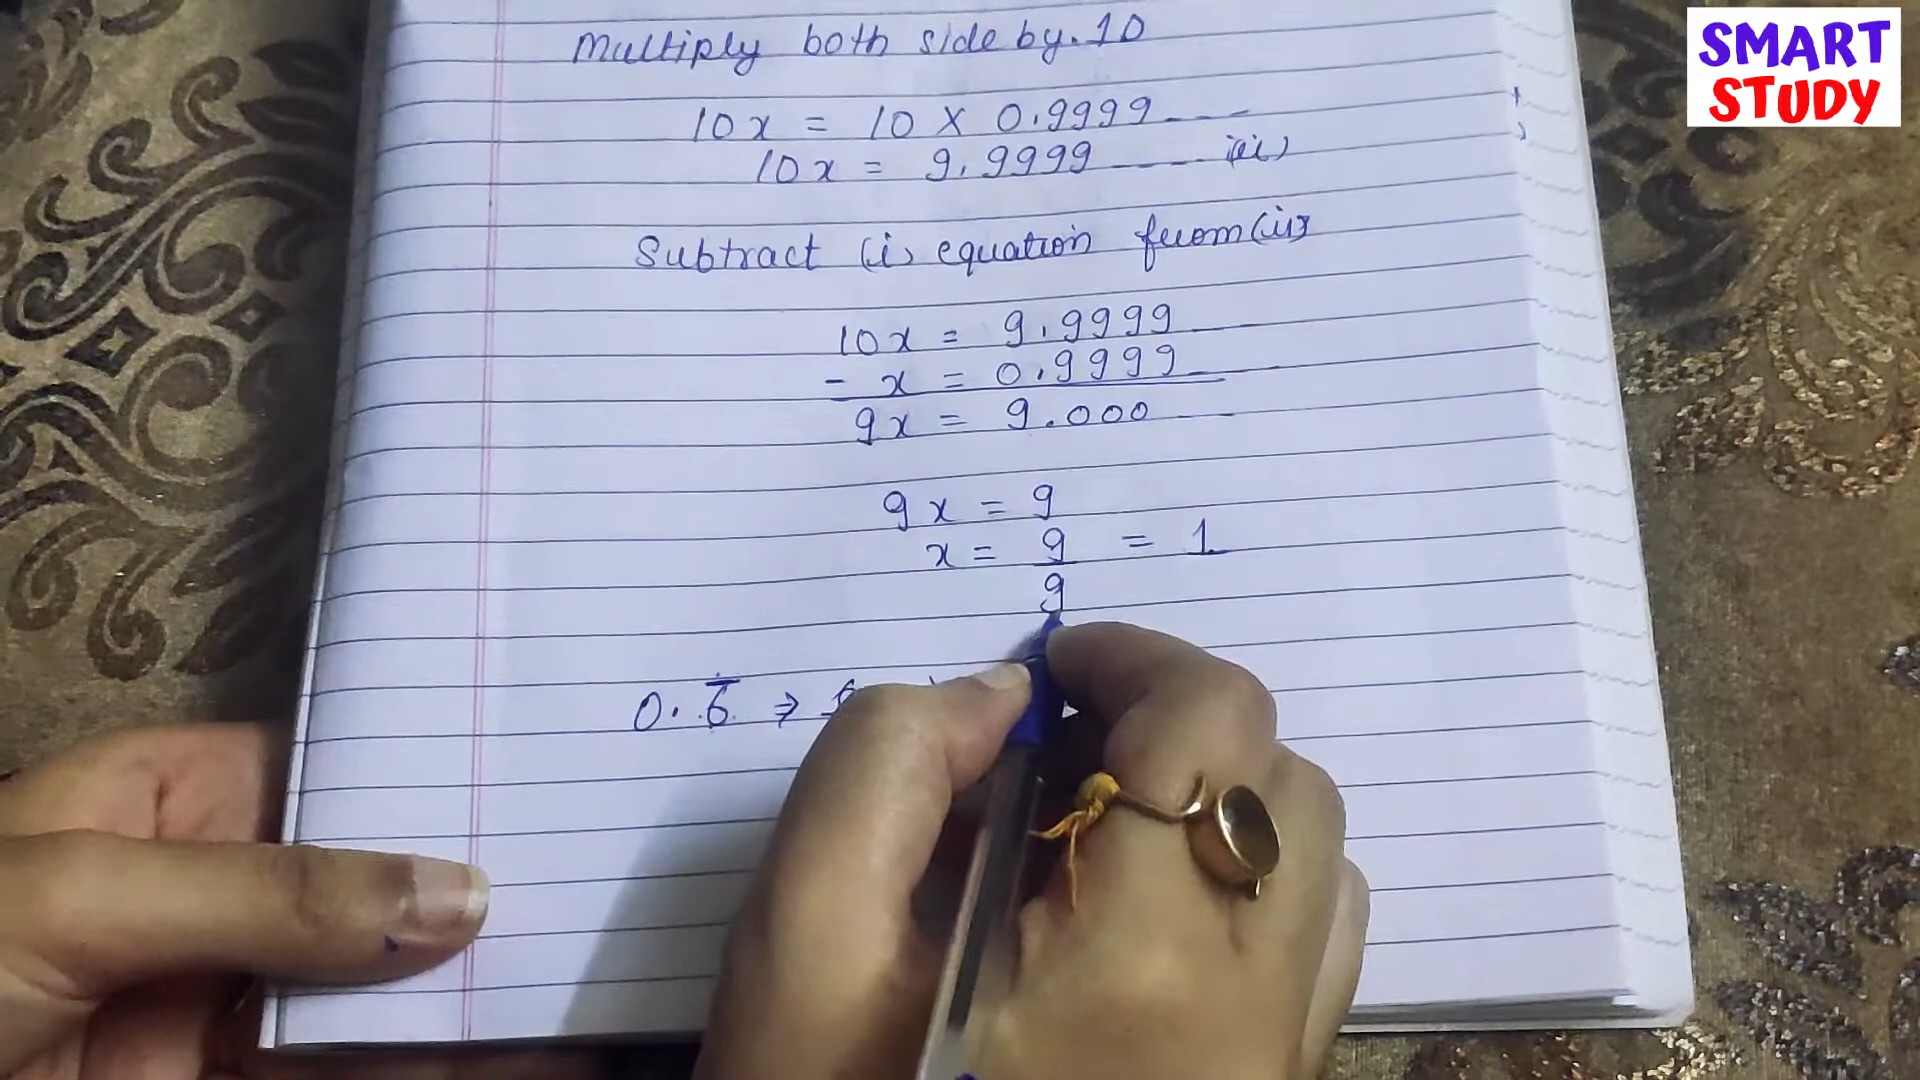 Multiply both side by. 10
10x = 10 X 0.9999 - - -
10x = 9.9999 - - - (ii)
Subtract (i) equation from (ii)
10x = 9.9999 - - -
- x = 0.9999 - - -
9x = 9.000 - -
9x = 9
x = 9 = 1
9
0.6̅ ⇒
SMART
STUDY